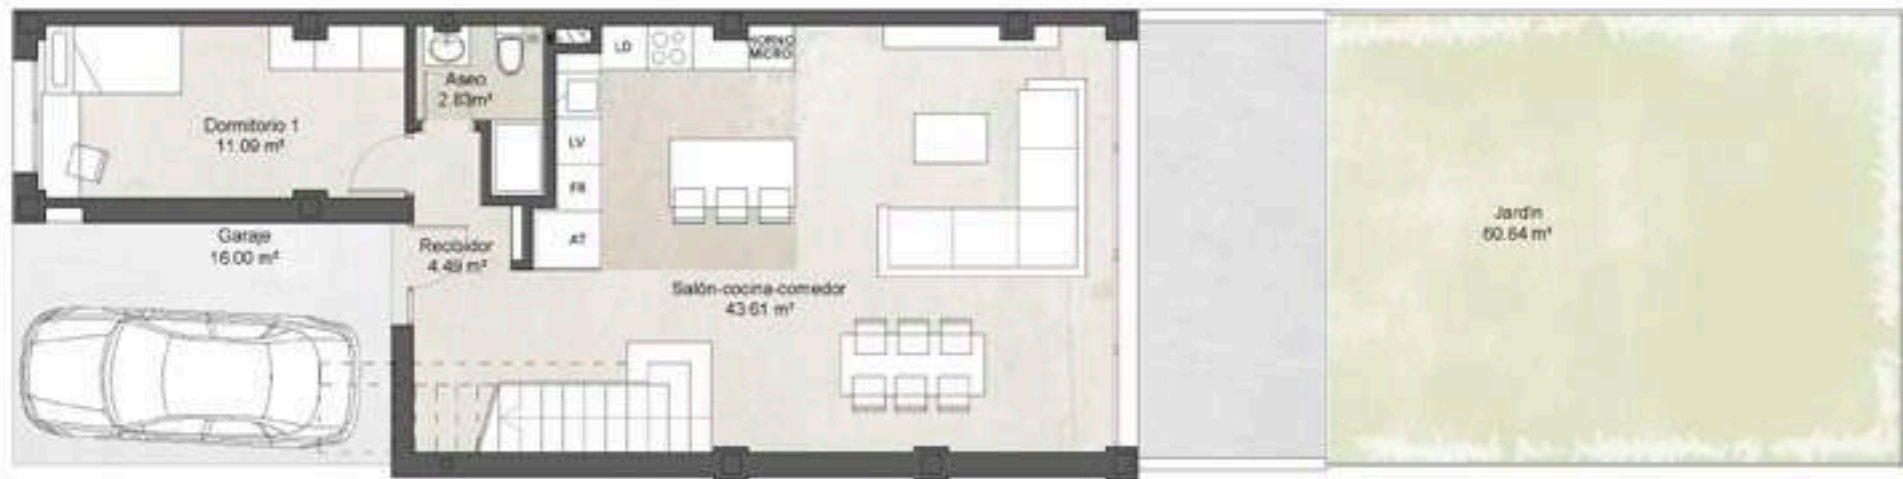 Dormitorio 1
11.09 m²
Aseo
2.83m²
LD
HORNO
MICRO
LV
FR
AT
Garaje
16.00 m²
Recibidor
4.49 m²
Salón-cocina-comedor
43.61 m²
Jardín
60.64 m²